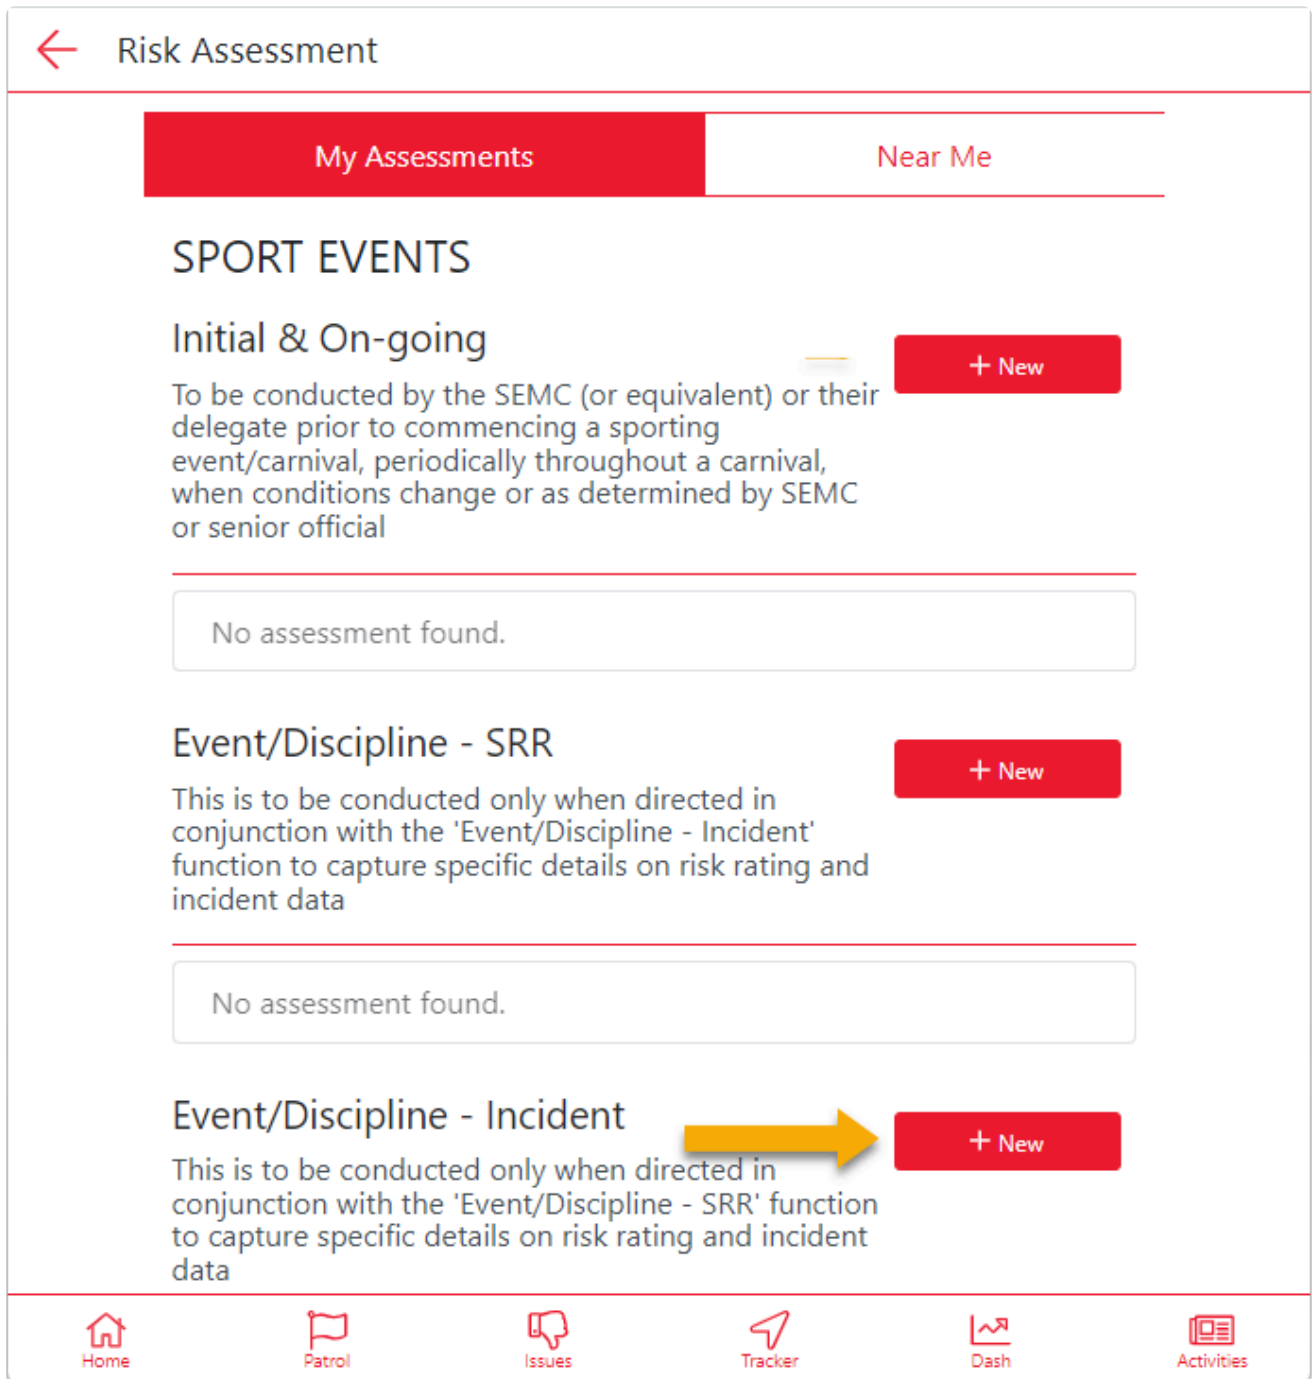 Risk Assessment
My Assessments
Near Me
SPORT EVENTS
Initial & On-going
+ New
To be conducted by the SEMC (or equivalent) or their
delegate prior to commencing a sporting
event/carnival, periodically throughout a carnival,
when conditions change or as determined by SEMC
or senior official
No assessment found.
Event/Discipline - SRR
+ New
This is to be conducted only when directed in
conjunction with the 'Event/Discipline - Incident'
function to capture specific details on risk rating and
incident data
No assessment found.
Event/Discipline - Incident
+ New
This is to be conducted only when directed in
conjunction with the 'Event/Discipline - SRR' function
to capture specific details on risk rating and incident
data
Home
Patrol
Issues
Tracker
Dash
Activities